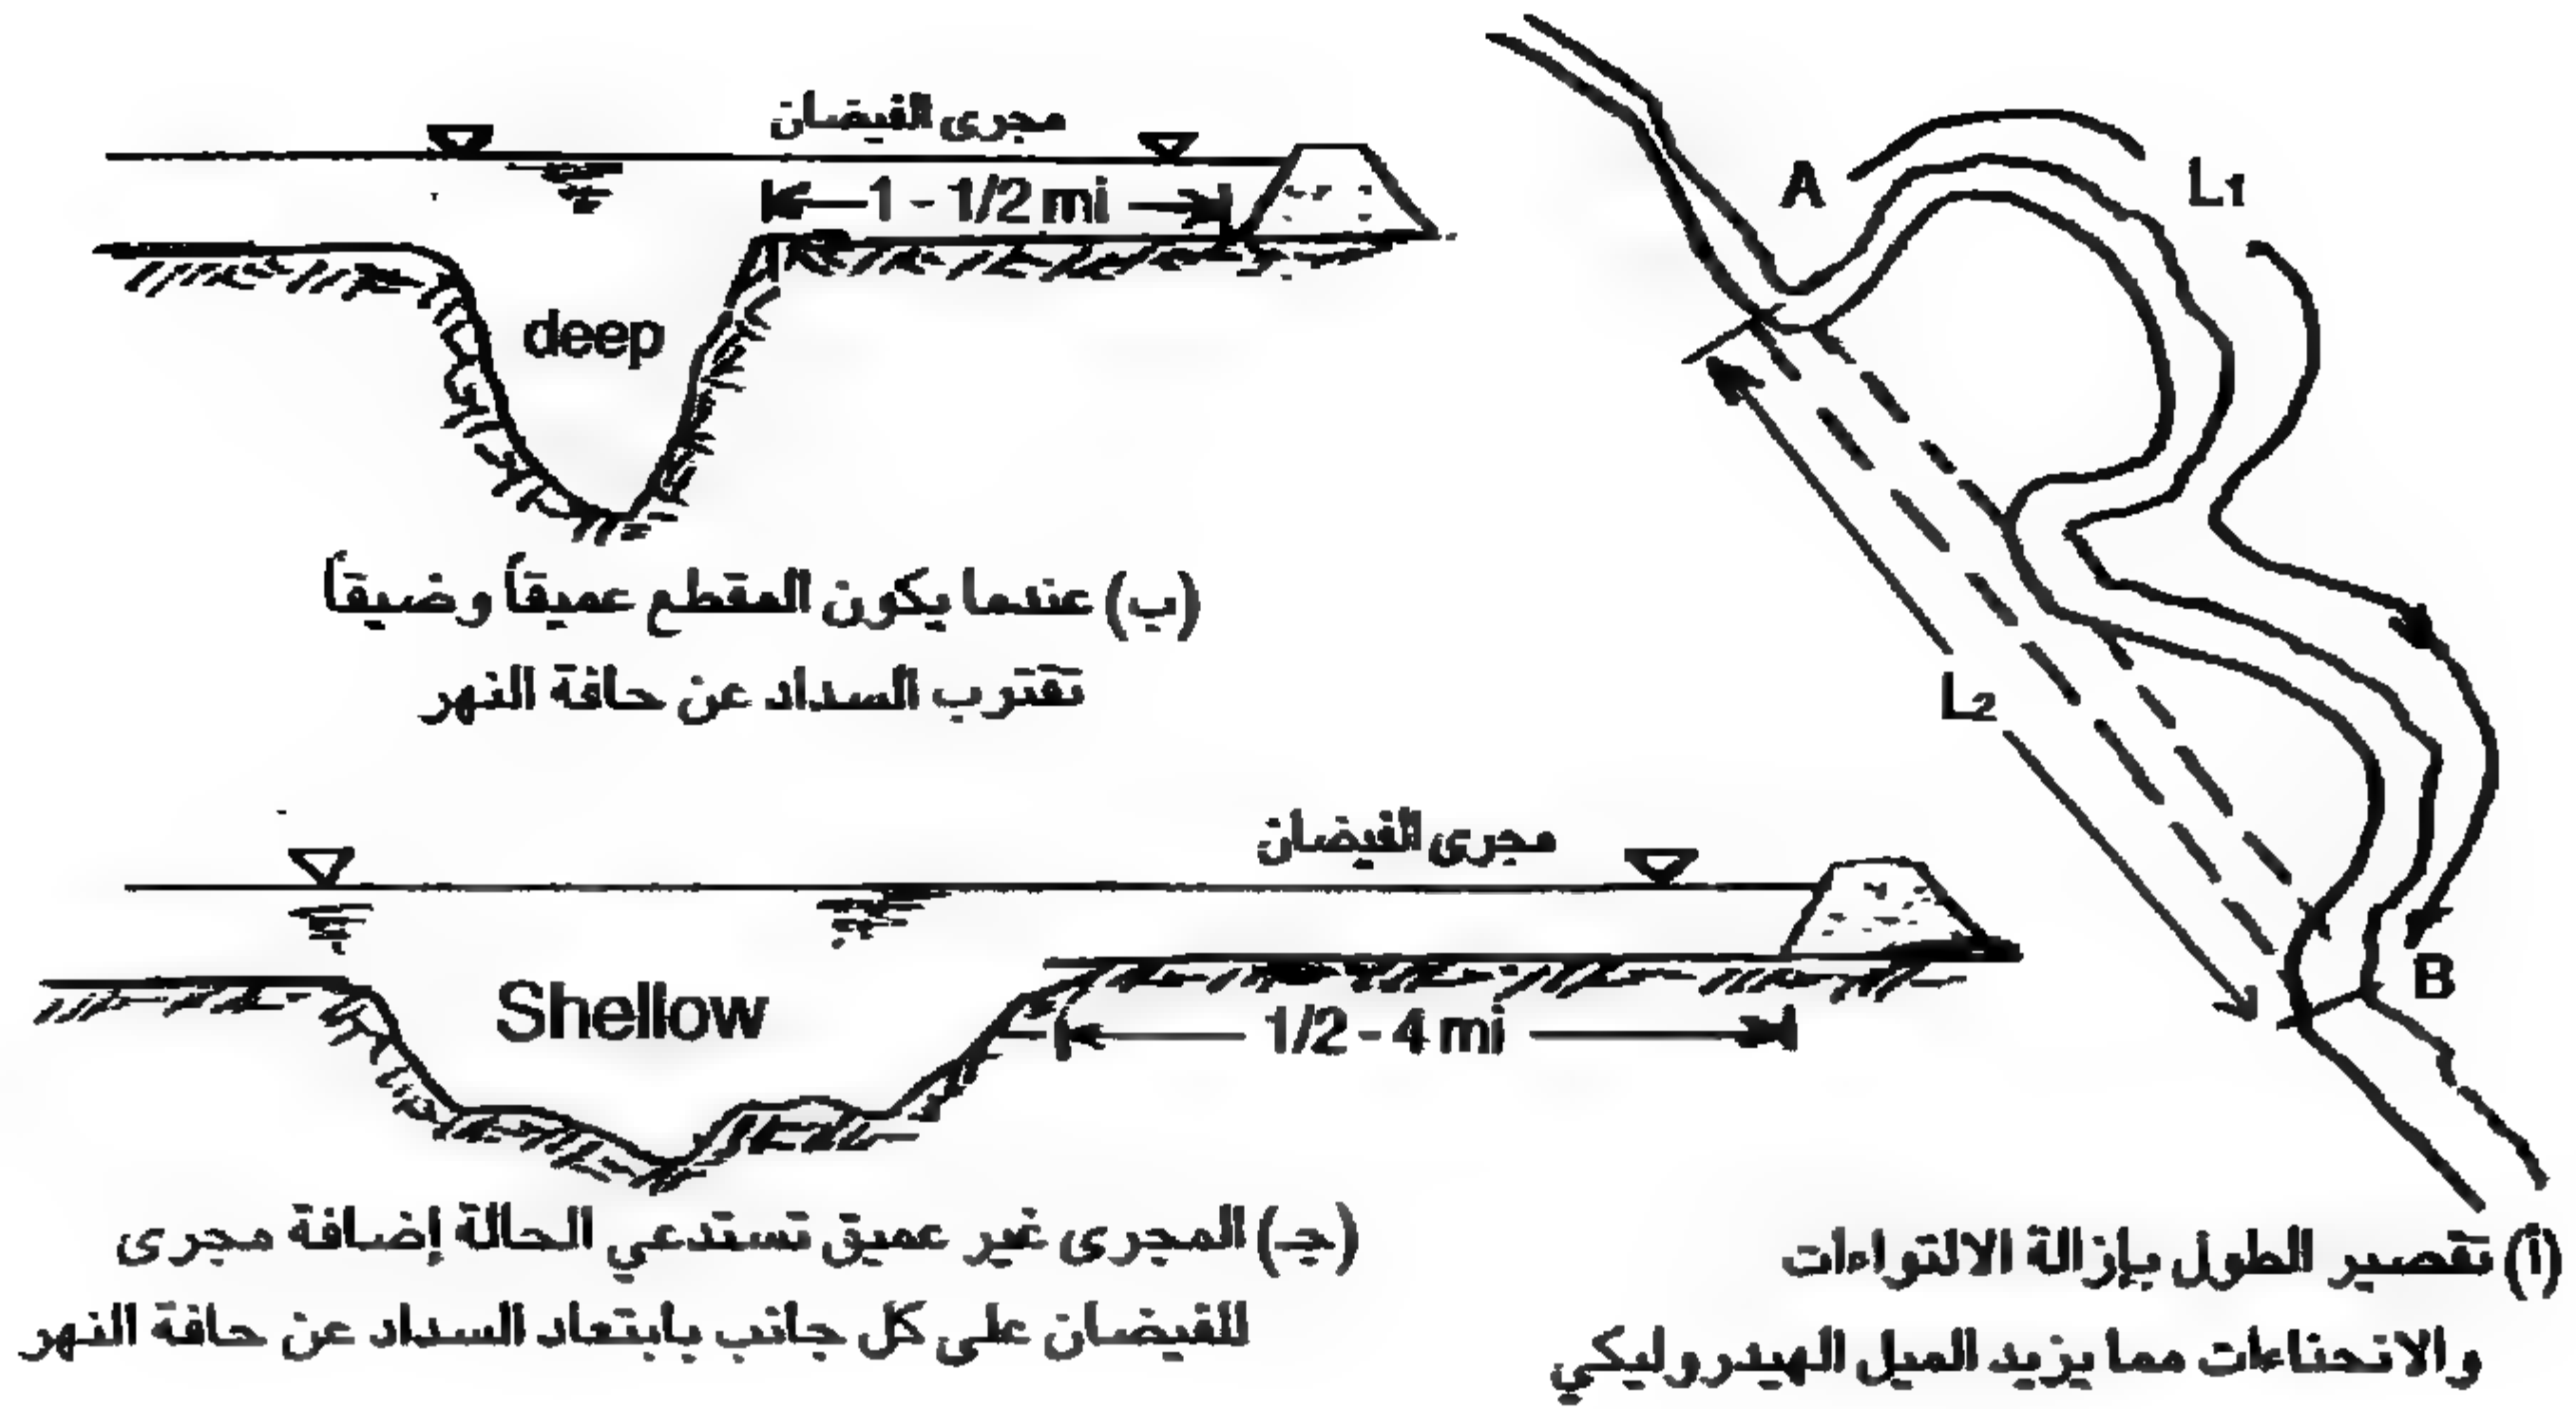 مجرى الفيضان
1 - 1/2 mi
deep
(ب) عندما يكون المقطع عميقاً وضيقاً
تقترب السداد عن حافة النهر
A
L1
L2
B
مجرى الفيضان
Shellow
1/2 - 4 mi
(جـ) المجرى غير عميق تستدعي الحالة إضافة مجرى
للفيضان على كل جانب بابتعاد السداد عن حافة النهر
(أ) تقصير الطول بإزالة الالتواءات
والانحناءات مما يزيد الميل الهيدروليكي